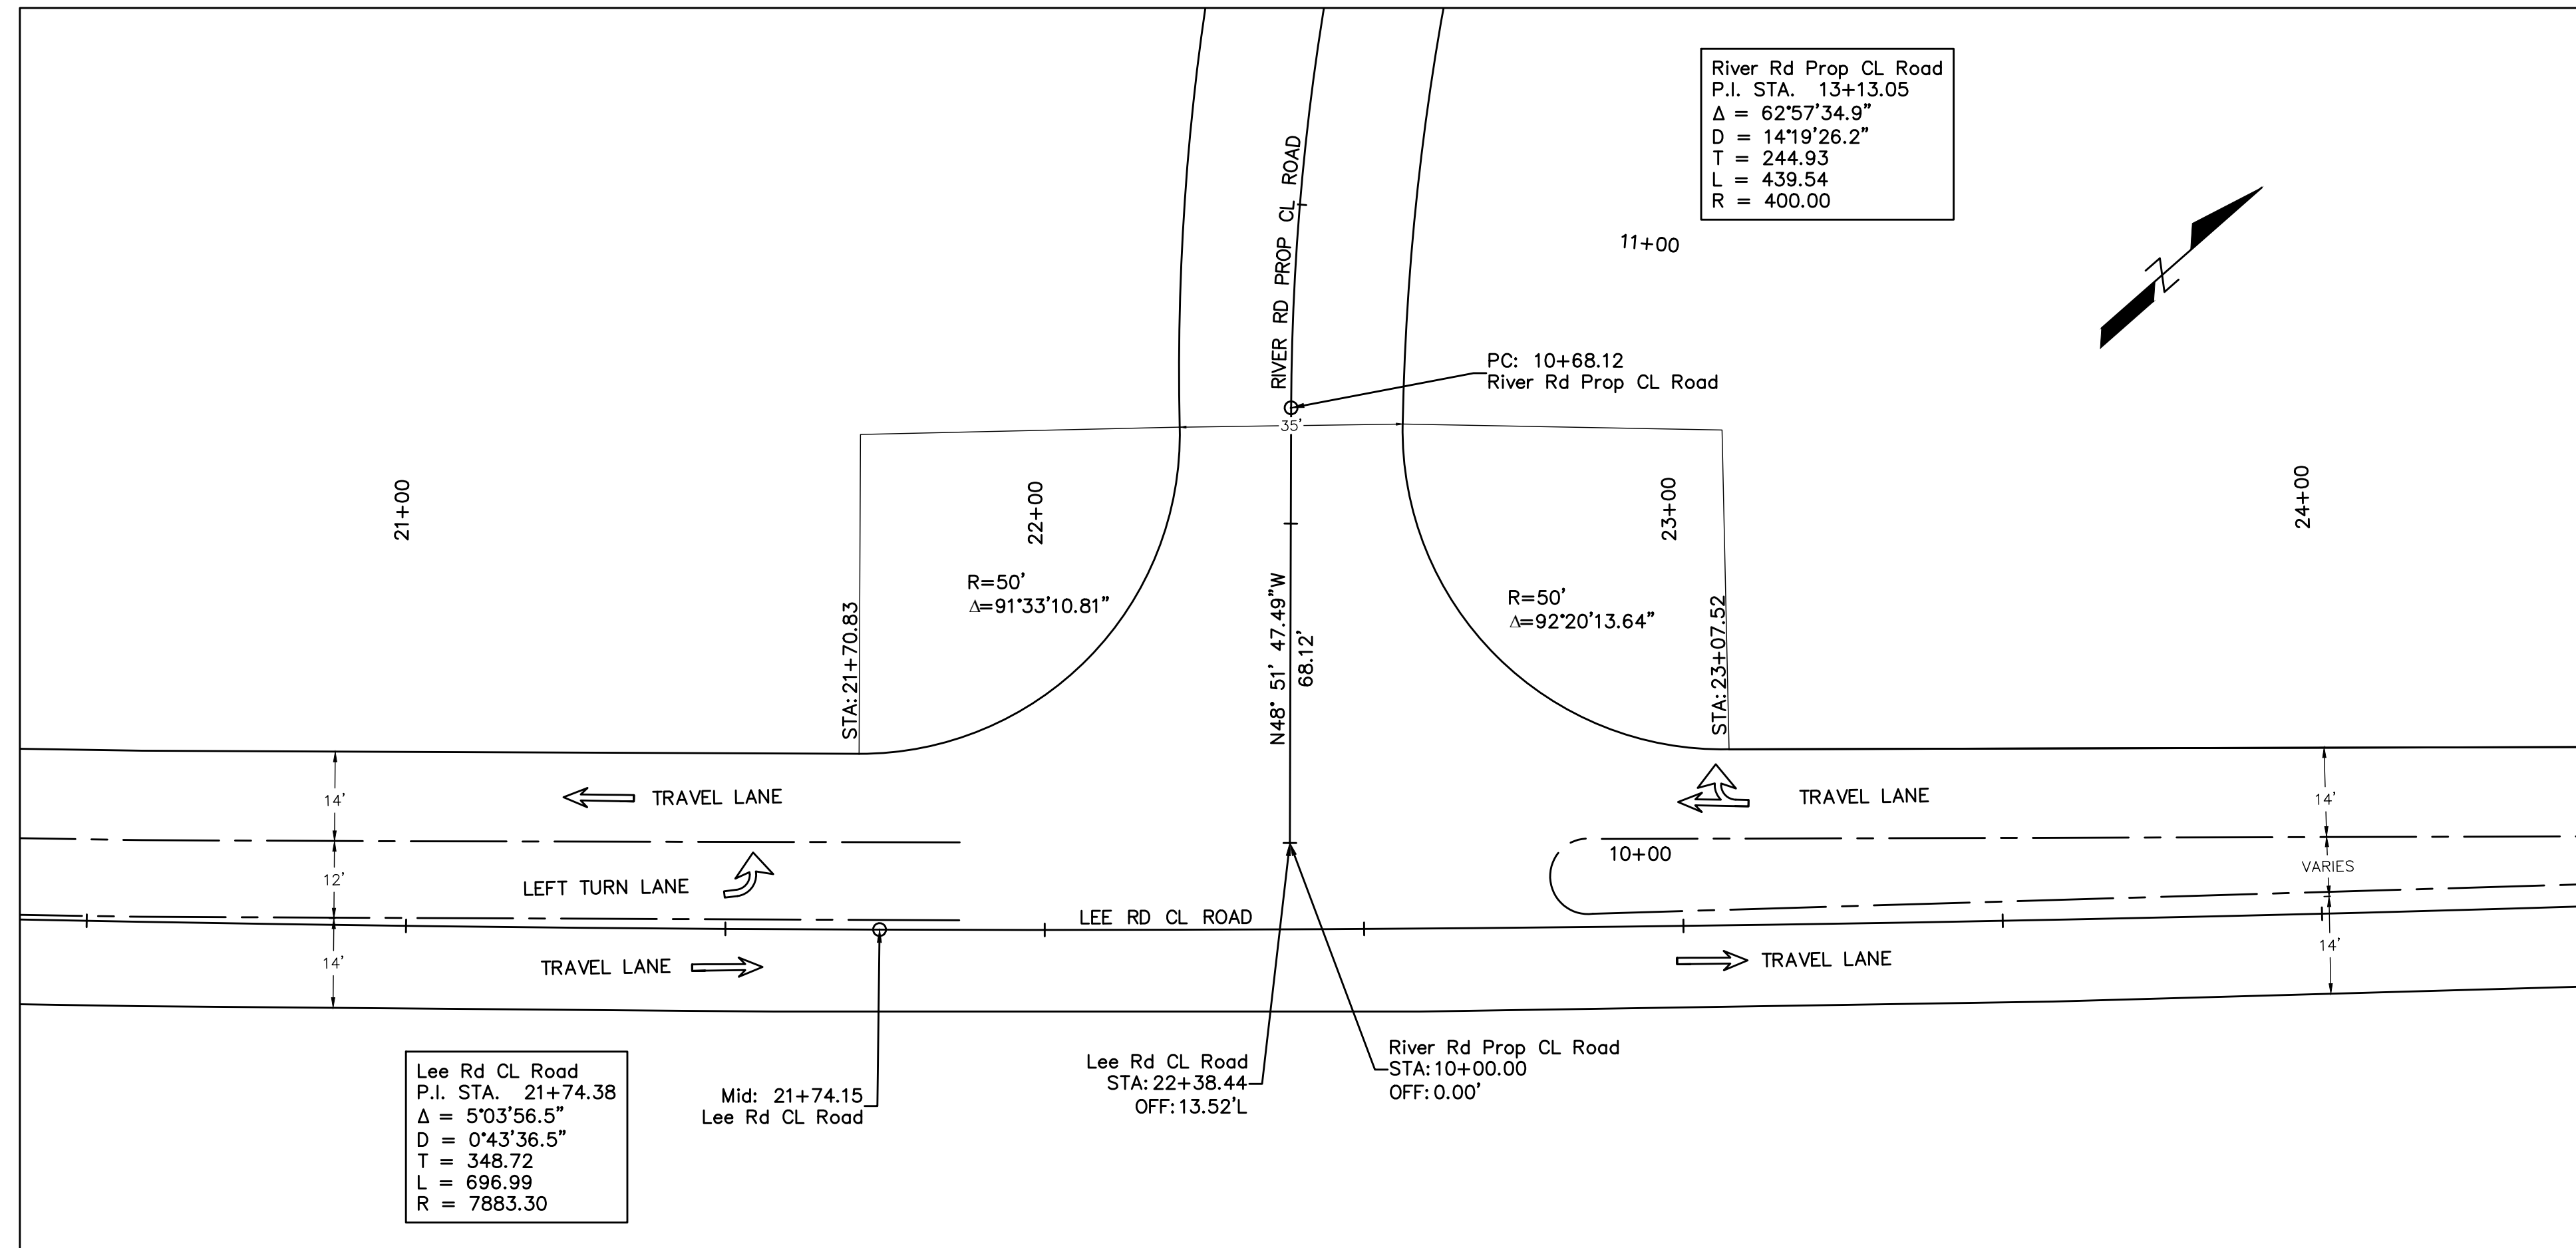 River Rd Prop CL Road
P.I. STA. 13+13.05
Δ = 62°57'34.9"
D = 14°19'26.2"
T = 244.93
L = 439.54
R = 400.00
RIVER RD PROP CL ROAD
11+00
N
PC: 10+68.12
River Rd Prop CL Road
35'
21+00
22+00
23+00
24+00
R=50'
Δ=91°33'10.81"
R=50'
Δ=92°20'13.64"
STA:21+70.83
N48° 51' 47.49"W
68.12'
STA:23+07.52
14'
TRAVEL LANE
TRAVEL LANE
14'
10+00
VARIES
12'
LEFT TURN LANE
LEE RD CL ROAD
14'
TRAVEL LANE
TRAVEL LANE
14'
Lee Rd CL Road
P.I. STA. 21+74.38
Δ = 5°03'56.5"
D = 0°43'36.5"
T = 348.72
L = 696.99
R = 7883.30
Mid: 21+74.15
Lee Rd CL Road
Lee Rd CL Road
STA:22+38.44
OFF:13.52'L
River Rd Prop CL Road
STA:10+00.00
OFF:0.00'